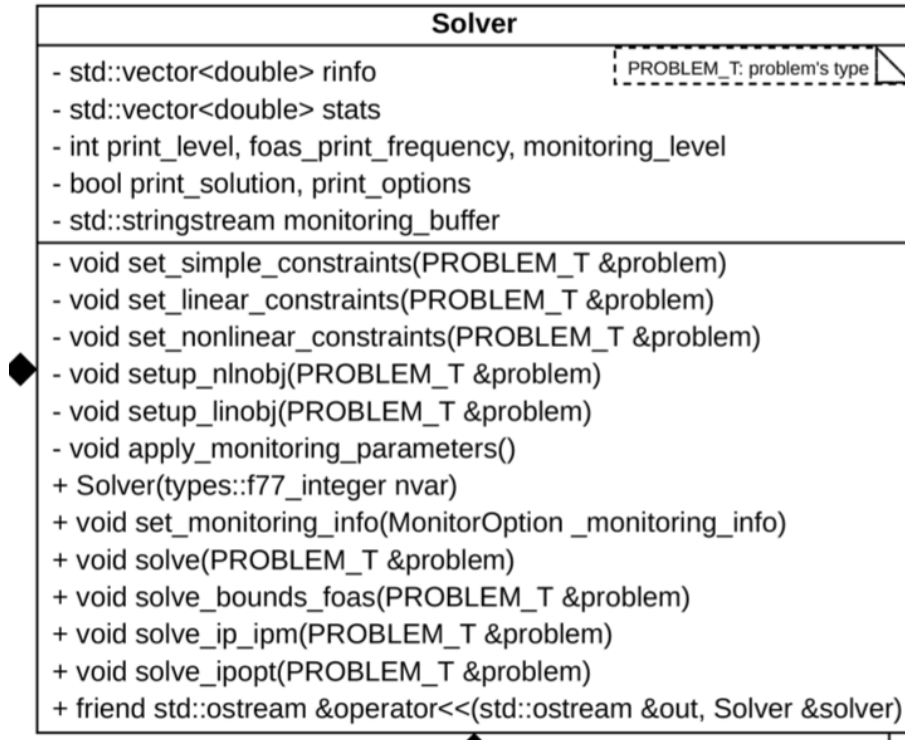 Solver
PROBLEM_T: problem's type
- std::vector<double> rinfo
- std::vector<double> stats
- int print_level, foas_print_frequency, monitoring_level
- bool print_solution, print_options
- std::stringstream monitoring_buffer
- void set_simple_constraints(PROBLEM_T &problem)
- void set_linear_constraints(PROBLEM_T &problem)
- void set_nonlinear_constraints(PROBLEM_T &problem)
- void setup_nlnobj(PROBLEM_T &problem)
- void setup_linobj(PROBLEM_T &problem)
- void apply_monitoring_parameters()
+ Solver(types::f77_integer nvar)
+ void set_monitoring_info(MonitorOption _monitoring_info)
+ void solve(PROBLEM_T &problem)
+ void solve_bounds_foas(PROBLEM_T &problem)
+ void solve_ip_ipm(PROBLEM_T &problem)
+ void solve_ipopt(PROBLEM_T &problem)
+ friend std::ostream &operator<<(std::ostream &out, Solver &solver)